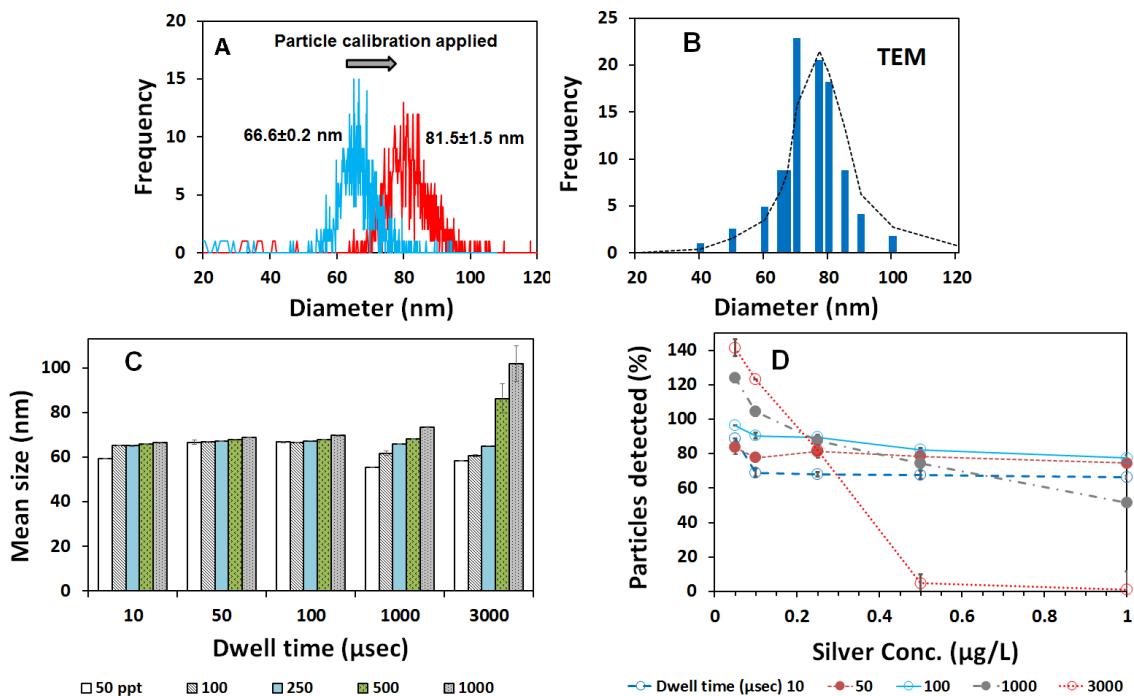 A
Particle calibration applied
66.6±0.2 nm
81.5±1.5 nm
Frequency
20
15
10
5
0
20 40 60 80 100 120
Diameter (nm)
B
TEM
Frequency
25
20
15
10
5
0
20 40 60 80 100 120
Diameter (nm)
C
Mean size (nm)
100
80
60
40
20
0
10 50 100 1000 3000
Dwell time (µsec)
50 ppt 100 250 500 1000
D
Particles detected (%)
140
120
100
80
60
40
20
0
0 0.2 0.4 0.6 0.8 1
Silver Conc. (µg/L)
Dwell time (µsec) 10 50 100 1000 3000